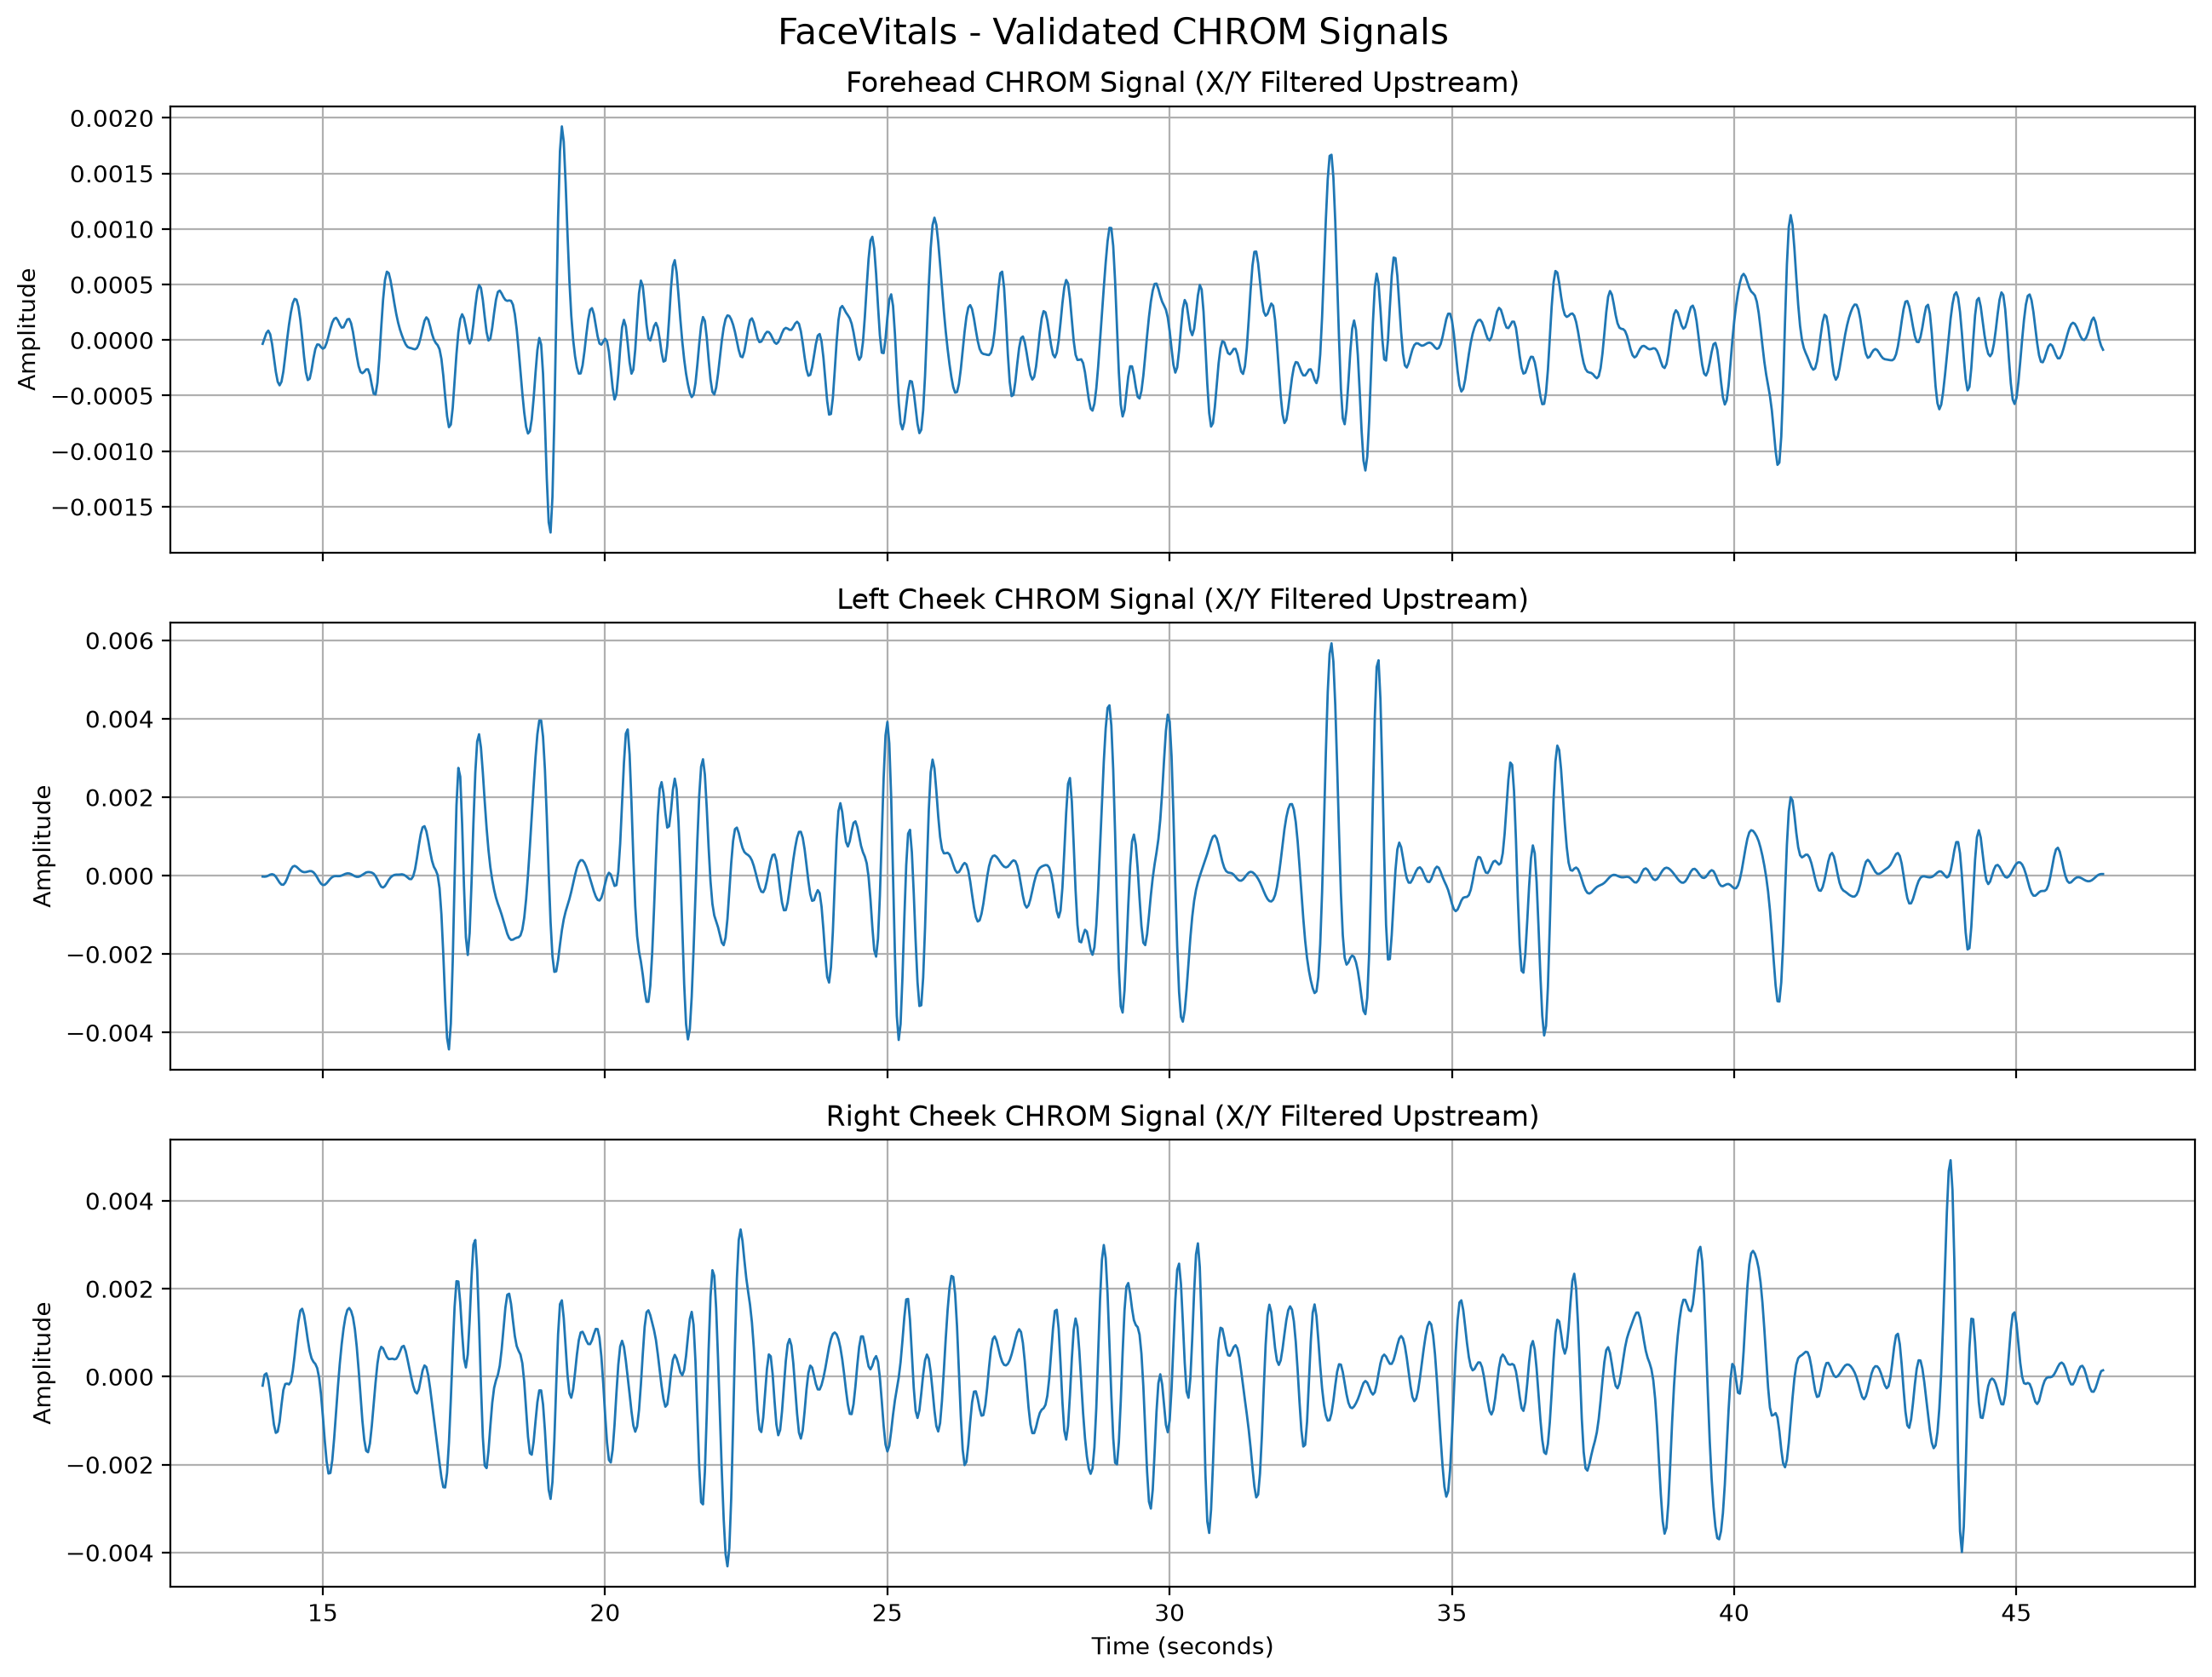 FaceVitals - Validated CHROM Signals
Forehead CHROM Signal (X/Y Filtered Upstream)
0.0020
0.0015
0.0010
0.0005
0.0000
−0.0005
−0.0010
−0.0015
Amplitude
Left Cheek CHROM Signal (X/Y Filtered Upstream)
0.006
0.004
0.002
0.000
−0.002
−0.004
Amplitude
Right Cheek CHROM Signal (X/Y Filtered Upstream)
0.004
0.002
0.000
−0.002
−0.004
Amplitude
15 20 25 30 35 40 45
Time (seconds)